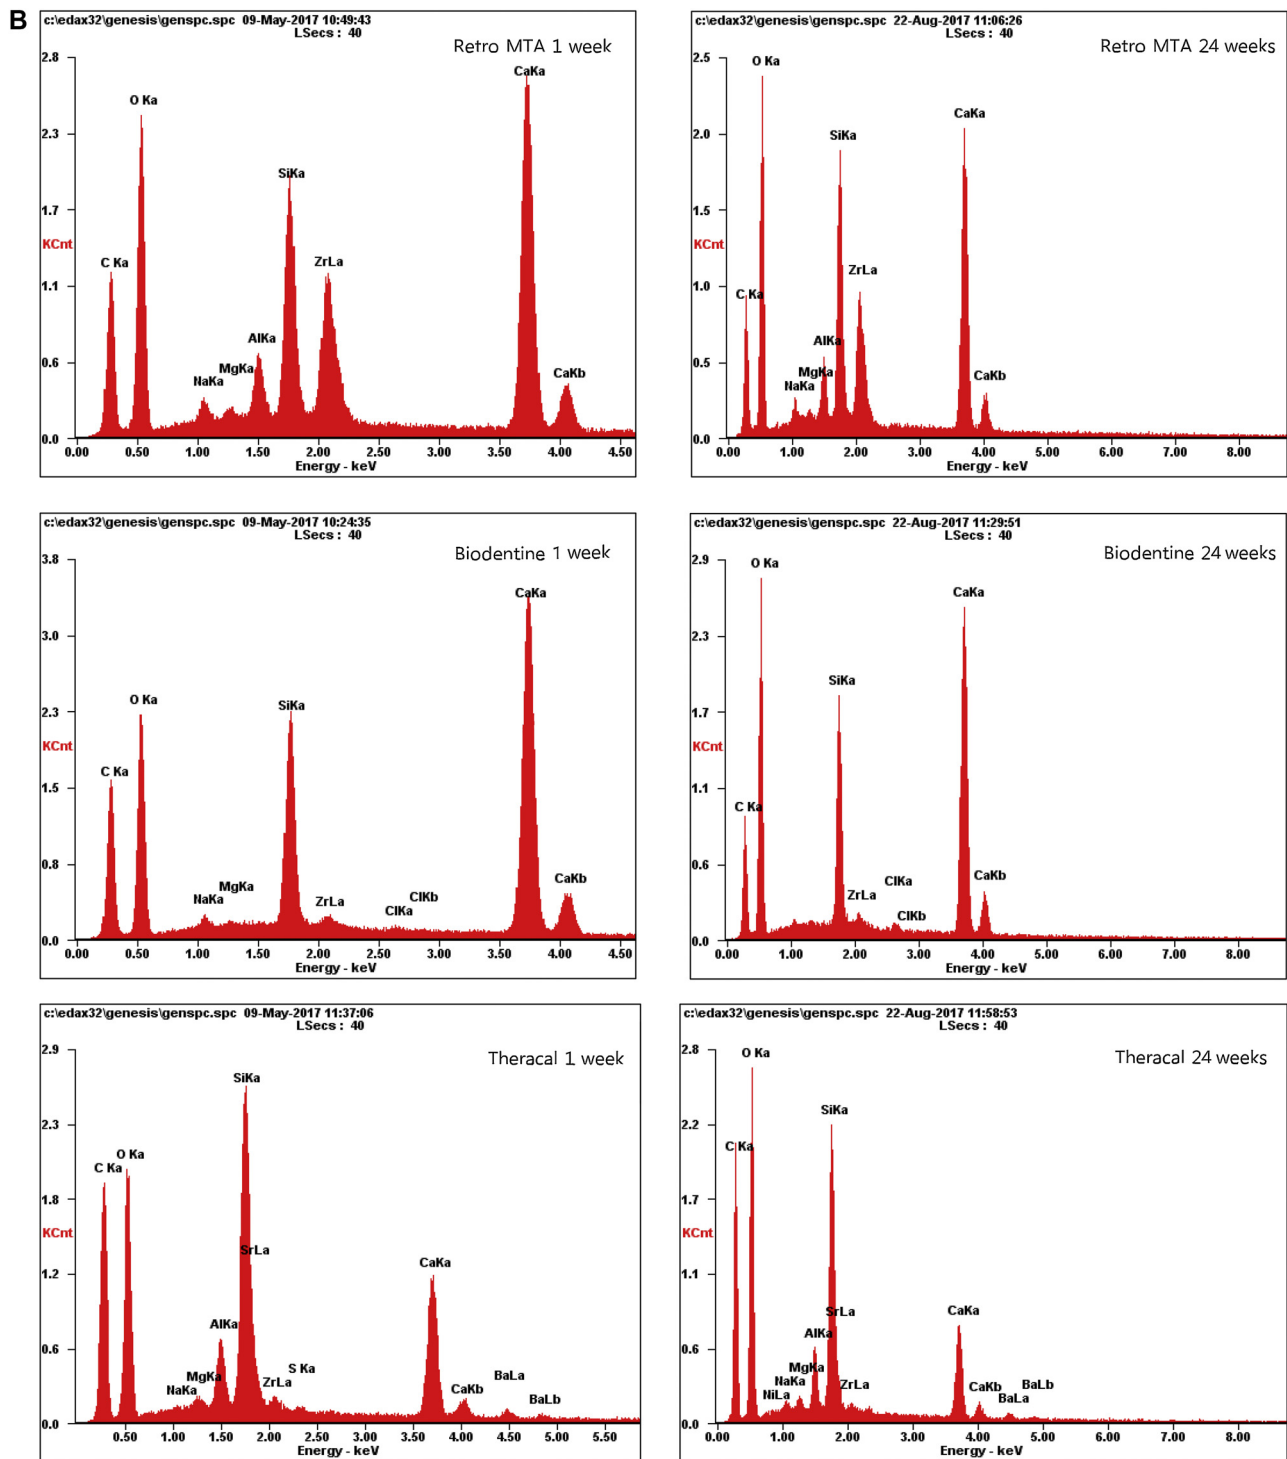 B
c:\edax32\genesis\genspc.spc 09-May-2017 10:49:43
LSecs : 40
Retro MTA 1 week
2.8
2.3
1.7
KCnt
1.1
0.6
0.0
C Ka
O Ka
NaKa
MgKa
AlKa
SiKa
ZrLa
CaKa
CaKb
0.00 0.50 1.00 1.50 2.00 2.50 3.00 3.50 4.00 4.50
Energy - keV
c:\edax32\genesis\genspc.spc 22-Aug-2017 11:06:26
LSecs : 40
Retro MTA 24 weeks
2.5
2.0
1.5
KCnt
1.0
0.5
0.0
C Ka
O Ka
NaKa
MgKa
AlKa
SiKa
ZrLa
CaKa
CaKb
0.00 1.00 2.00 3.00 4.00 5.00 6.00 7.00 8.00
Energy - keV
c:\edax32\genesis\genspc.spc 09-May-2017 10:24:35
LSecs : 40
Biodentine 1 week
3.8
3.0
2.3
KCnt
1.5
0.8
0.0
C Ka
O Ka
NaKa
MgKa
SiKa
ZrLa
ClKa
ClKb
CaKa
CaKb
0.00 0.50 1.00 1.50 2.00 2.50 3.00 3.50 4.00 4.50
Energy - keV
c:\edax32\genesis\genspc.spc 22-Aug-2017 11:29:51
LSecs : 40
Biodentine 24 weeks
2.9
2.3
1.7
KCnt
1.1
0.6
0.0
C Ka
O Ka
SiKa
ZrLa
ClKa
ClKb
CaKa
CaKb
0.00 1.00 2.00 3.00 4.00 5.00 6.00 7.00 8.00
Energy - keV
c:\edax32\genesis\genspc.spc 09-May-2017 11:37:06
LSecs : 40
Theracal 1 week
2.9
2.3
1.8
KCnt
1.2
0.6
0.0
C Ka
O Ka
NaKa
MgKa
AlKa
SiKa
SrLa
ZrLa
S Ka
CaKa
CaKb
BaLa
BaLb
0.50 1.00 1.50 2.00 2.50 3.00 3.50 4.00 4.50 5.00 5.50
Energy - keV
c:\edax32\genesis\genspc.spc 22-Aug-2017 11:58:53
LSecs : 40
Theracal 24 weeks
2.8
2.2
1.7
KCnt
1.1
0.6
0.0
C Ka
O Ka
NiLa
NaKa
MgKa
AlKa
SiKa
SrLa
ZrLa
CaKa
CaKb
BaLa
BaLb
0.00 1.00 2.00 3.00 4.00 5.00 6.00 7.00 8.00
Energy - keV